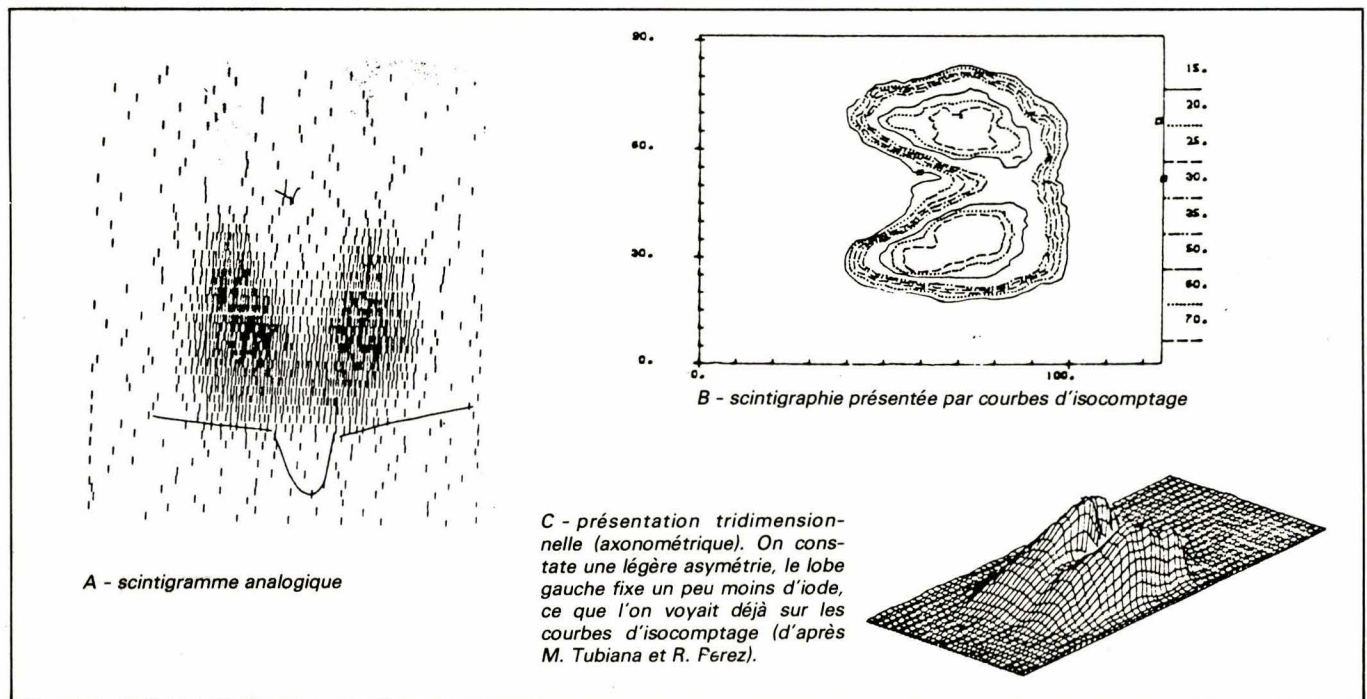 90.
60.
30.
0.
0.
100.
15.
20.
25.
30.
35.
50.
60.
70.
B - scintigraphie présentée par courbes d'isocomptage
A - scintigramme analogique
C - présentation tridimension-
nelle (axonométrique). On cons-
tate une légère asymétrie, le lobe
gauche fixe un peu moins d'iode,
ce que l'on voyait déjà sur les
courbes d'isocomptage (d'après
M. Tubiana et R. Perez).